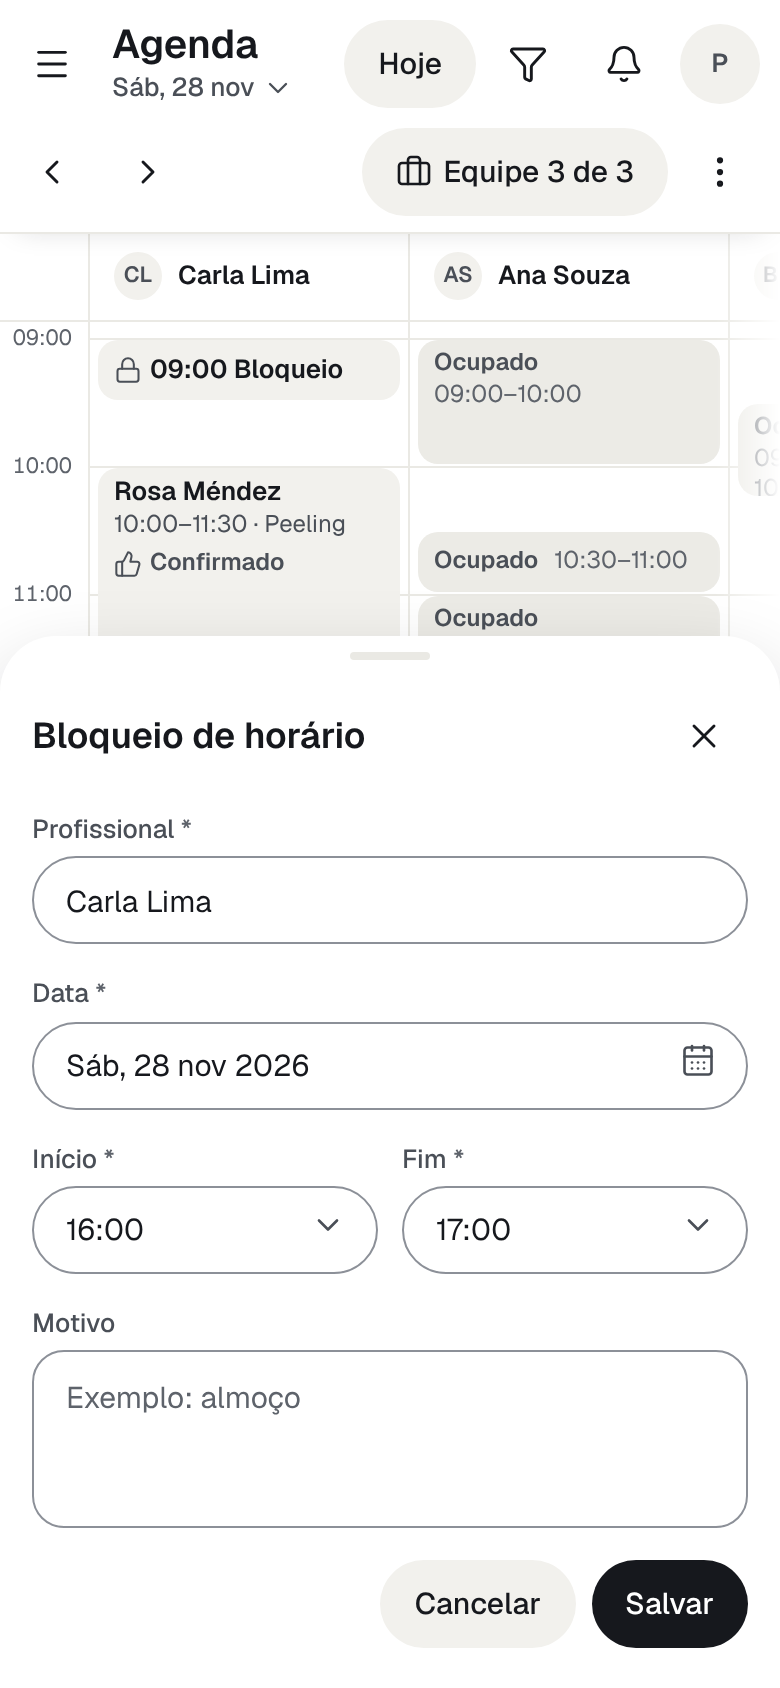 Agenda
Sáb, 28 nov
Hoje
P
Equipe 3 de 3
CL Carla Lima
AS Ana Souza
09:00
09:00 Bloqueio
Ocupado
09:00–10:00
10:00
Rosa Méndez
10:00–11:30 · Peeling
Confirmado
Ocupado 10:30–11:00
11:00
Ocupado
Bloqueio de horário
Profissional *
Carla Lima
Data *
Sáb, 28 nov 2026
Início *
Fim *
16:00
17:00
Motivo
Exemplo: almoço
Cancelar
Salvar